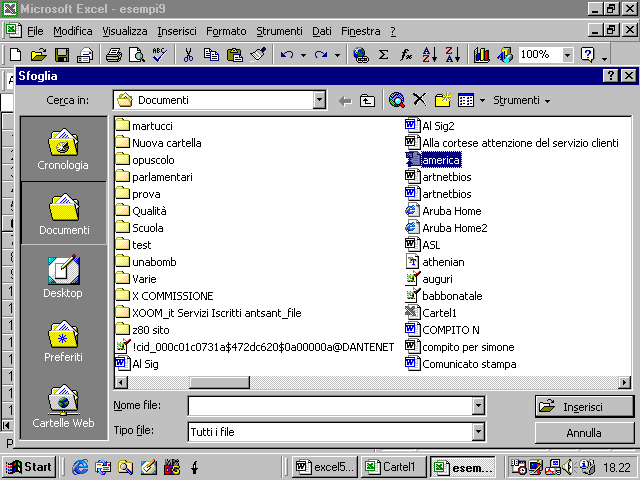 Microsoft Excel - esempi9
File Modifica Visualizza Inserisci Formato Strumenti Dati Finestra ?
100%
Sfoglia
Cerca in: Documenti Strumenti
Cronologia
Documenti
Desktop
Preferiti
Cartelle Web
martucci
Nuova cartella
opuscolo
parlamentari
prova
Qualità
Scuola
test
unabomb
Varie
X COMMISSIONE
XOOM_it Servizi Iscritti antsant_file
z80 sito
!cid_000c01c0731a$472dc620$0a00000a@DANTENET
Al Sig
Al Sig2
Alla cortese attenzione del servizio clienti
america
artnetbios
artnetbios
Aruba Home
Aruba Home2
ASL
athenian
auguri
babbonatale
Cartel1
COMPITO N
compito per simone
Comunicato stampa
Nome file:
Inserisci
Tipo file: Tutti i file
Annulla
Start excel5... Cartel1 esem... 18.22